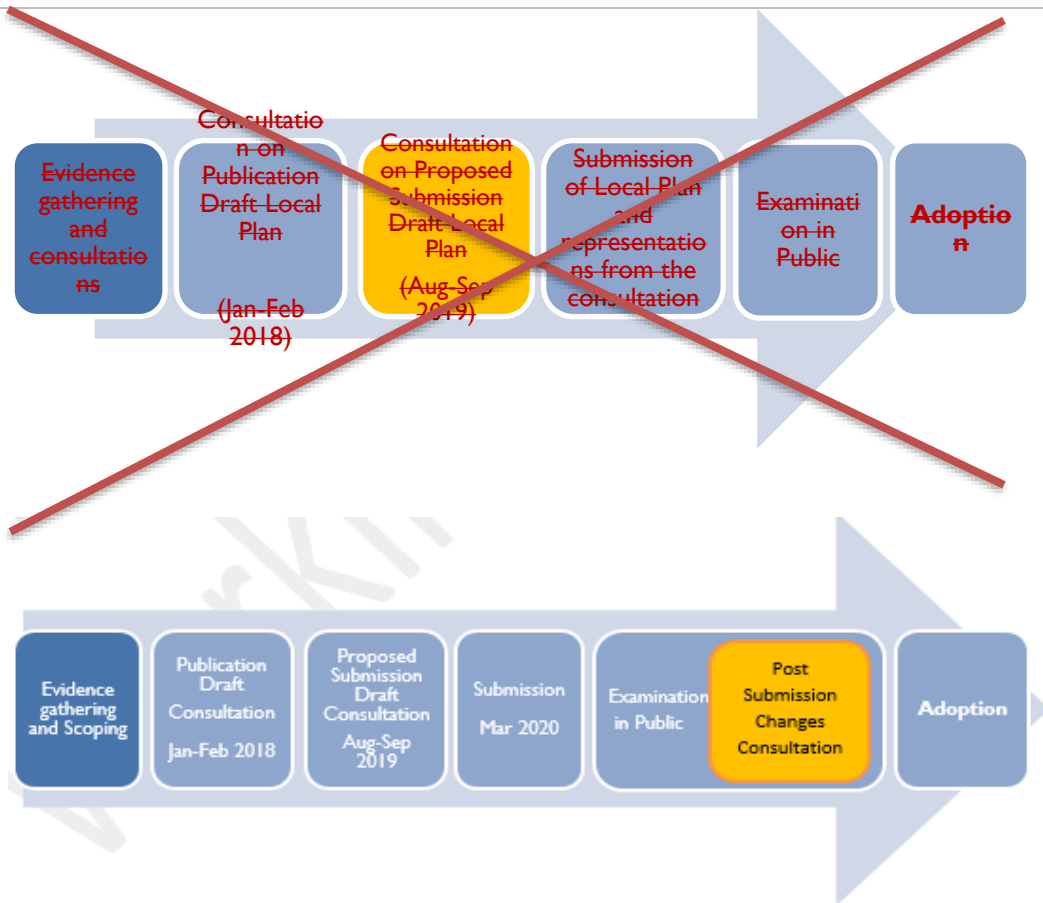 Evidence
gathering
and
consultatio
ns
Consultatio
n on
Publication
Draft Local
Plan
(Jan-Feb
2018)
Consultation
on Proposed
Submission
Draft Local
Plan
(Aug-Sep
2019)
Submission
of Local Plan
and
representatio
ns from the
consultation
Examinati
on in
Public
Adoptio
n
Evidence
gathering
and Scoping
Publication
Draft
Consultation
Jan-Feb 2018
Proposed
Submission
Draft
Consultation
Aug-Sep
2019
Submission
Mar 2020
Examination
in Public
Post
Submission
Changes
Consultation
Adoption